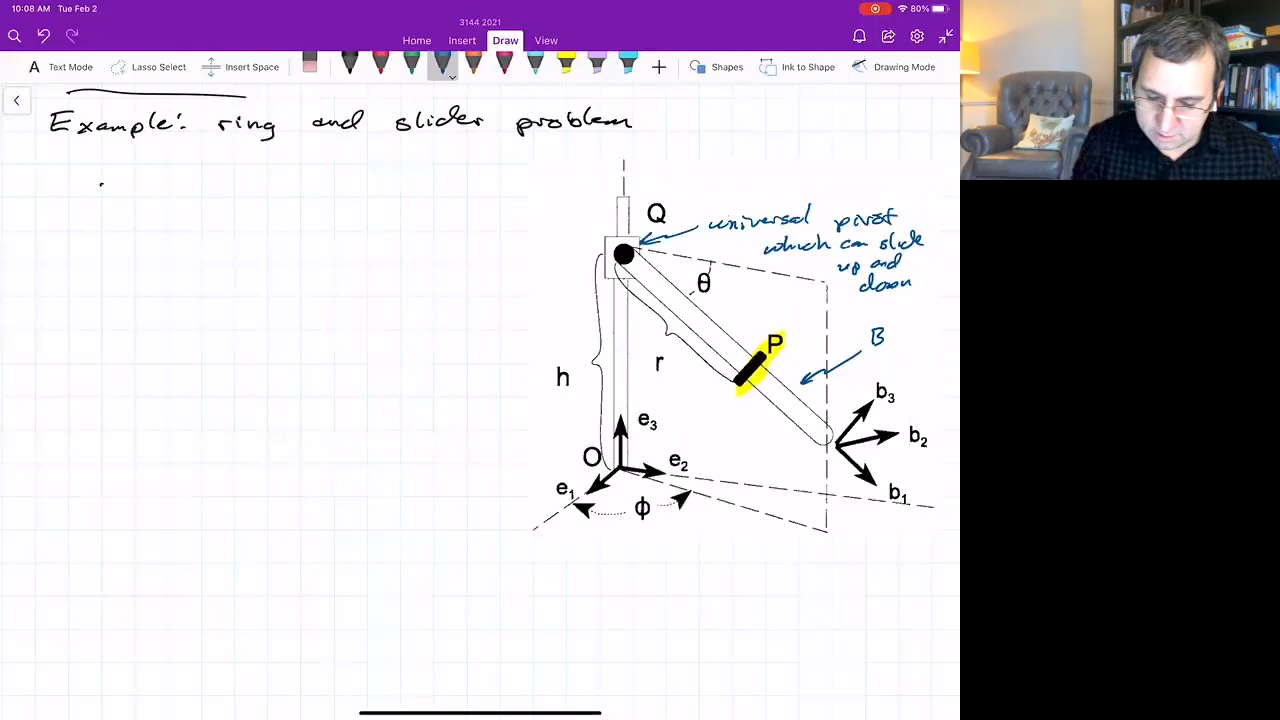 10:08 AM Tue Feb 2
80%
3144 2021
Home Insert Draw View
A Text Mode Lasso Select Insert Space Shapes Ink to Shape Drawing Mode
Example: ring and slider problem
Q
universal pivot
which can slide
up and
down
θ
P
B
h
r
b3
b2
b1
e3
O
e2
e1
ϕ